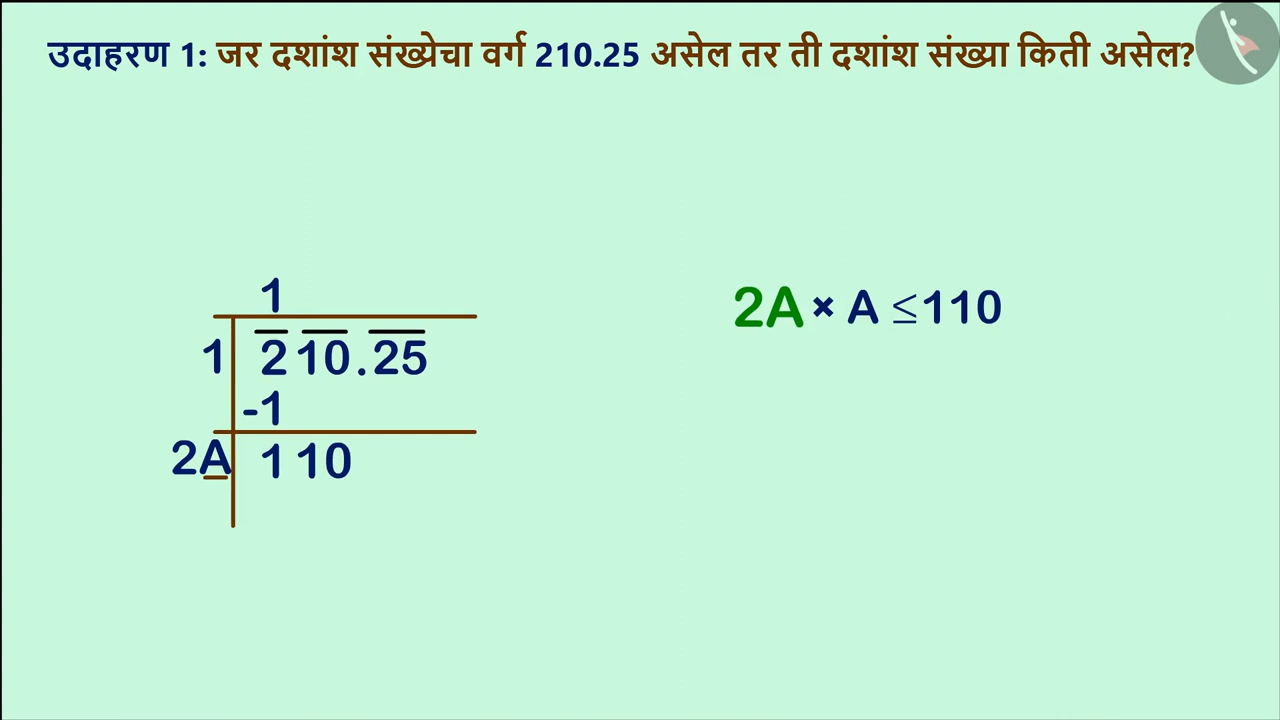 उदाहरण 1: जर दशांश संख्येचा वर्ग 210.25 असेल तर ती दशांश संख्या किती असेल?
1
1 2 10.25
-1
2A 110
2A × A ≤110